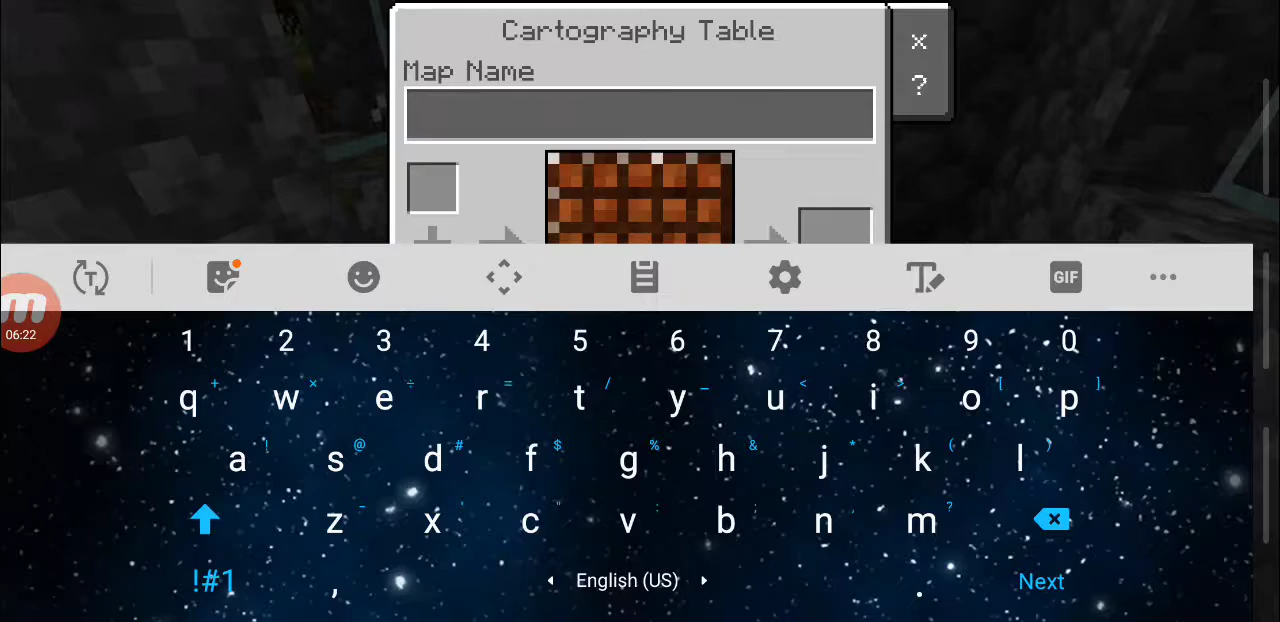 Cartography Table
x
Map Name
?
T
T
GIF
m
06:22
1 2 3 4 5 6 7 8 9 0
+ × ÷ = / _ < > [ ]
q w e r t y u i o p
! @ # $ % & * ( )
a s d f g h j k l
- ' " : ; , ?
z x c v b n m
!#1 , English (US) . Next